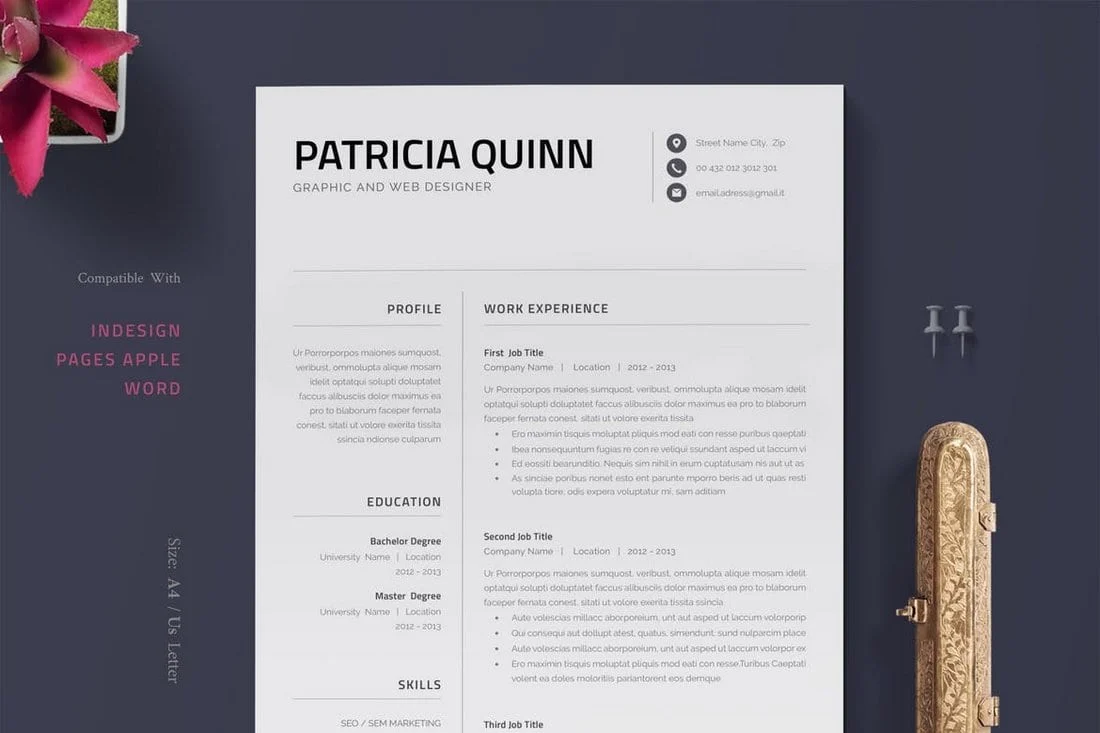 PATRICIA QUINN
GRAPHIC AND WEB DESIGNER
Street Name City, Zip
00 432 012 3012 301
email.adress@gmail.it
Compatible With
INDESIGN
PAGES APPLE
WORD
Size: A4 / Us Letter
PROFILE
Ur Porrorporpos maiones sumquost,
veribust, ommolupta alique mosam
idelit optatqui solupti doluptatet
faccus alibusciis dolor maximus ea
pro to blaborum faceper fernata
conest, sitati ut volore exerita tissita
ssincia ndionse culparum
EDUCATION
Bachelor Degree
University Name | Location
2012 - 2013
Master Degree
University Name | Location
2012 - 2013
SKILLS
SEO / SEM MARKETING
WORK EXPERIENCE
First Job Title
Company Name | Location | 2012 - 2013
Ur Porrorporpos maiones sumquost, veribust, ommolupta alique mosam idelit
optatqui solupti doluptatet faccus alibusciis dolor maximus ea pro to blaborum
faceper fernata conest, sitati ut volore exerita tissita
• Ero maximin tisquis moluptat pliquis mod eati con resse puribus qaeptati
• Ibea nonsequuntum fugias re con re veliqui ssundant asped ut laccum vi
• Ed eossiti bearunditio. Nequis sim nihil in erum cuptatusam nis aut ut as
• As sinciae poribus nonet esto ent parunte mporro beris ad ut quas resti
volupta tiore, odis expera voluptatur mi, sam aditiam
Second Job Title
Company Name | Location | 2012 - 2013
Ur Porrorporpos maiones sumquost, veribust, ommolupta alique mosam idelit
optatqui solupti doluptatet faccus alibusciis dolor maximus ea pro to blaborum
faceper fernata conest, sitati ut volore exerita tissita ssincia
• Aute volescias millacc aborporeium, unt aut asped ut laccum volorporip
• Qui consequi aut dollupt atest, quatus, simendunt, sund nulparcim place
• Aute volescias millacc aborporeium, unt aut asped ut laccum volorpor ex
• Ero maximin tisquis moluptat pliquis mod eati con resse.Turibus Caeptati
volent ea doles moloritiis pariantorent eos demque
Third Job Title